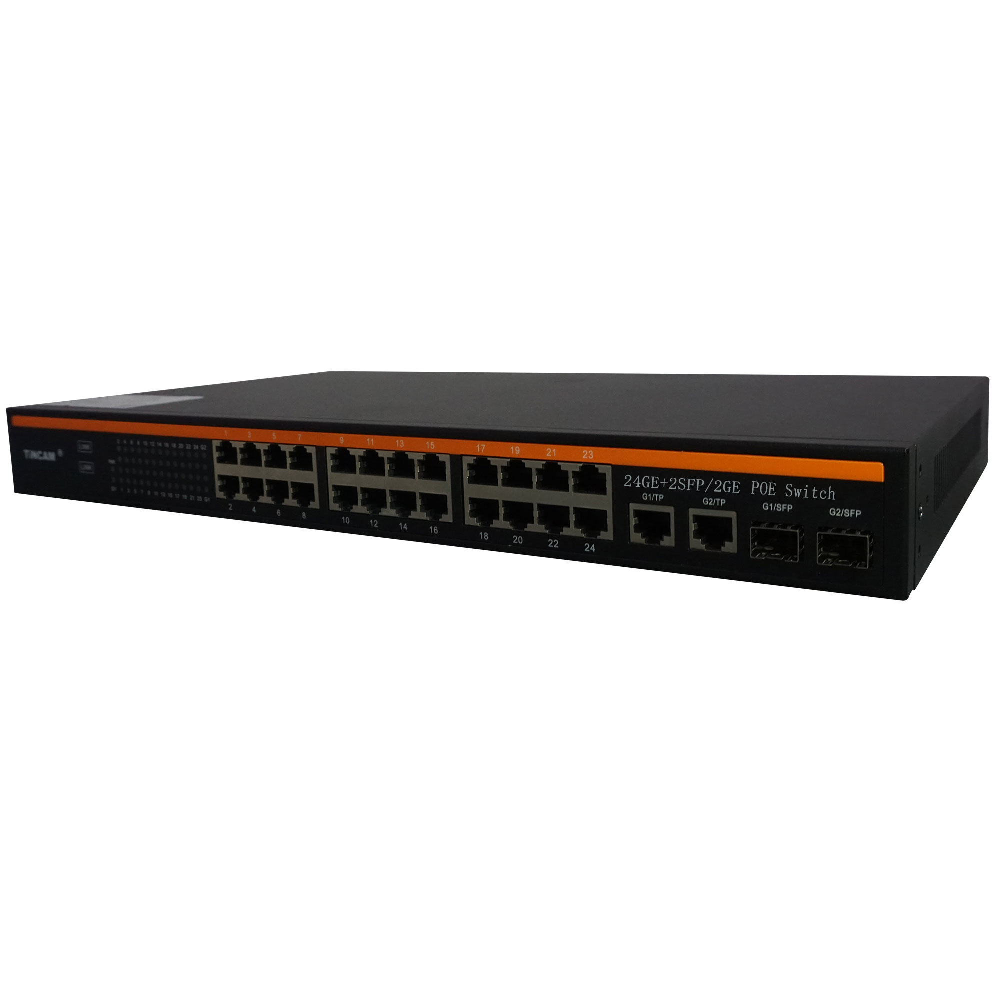 TINCAM®
LINK
LINK
2 4 6 8 10 12 14 16 18 20 22 24 G2
1 3 5 7 9 11 13 15 17 19 21 23 G1
1 3 5 7 9 11 13 15 17 19 21 23
2 4 6 8 10 12 14 16 18 20 22 24
24GE+2SFP/2GE POE Switch
G1/TP G2/TP G1/SFP G2/SFP